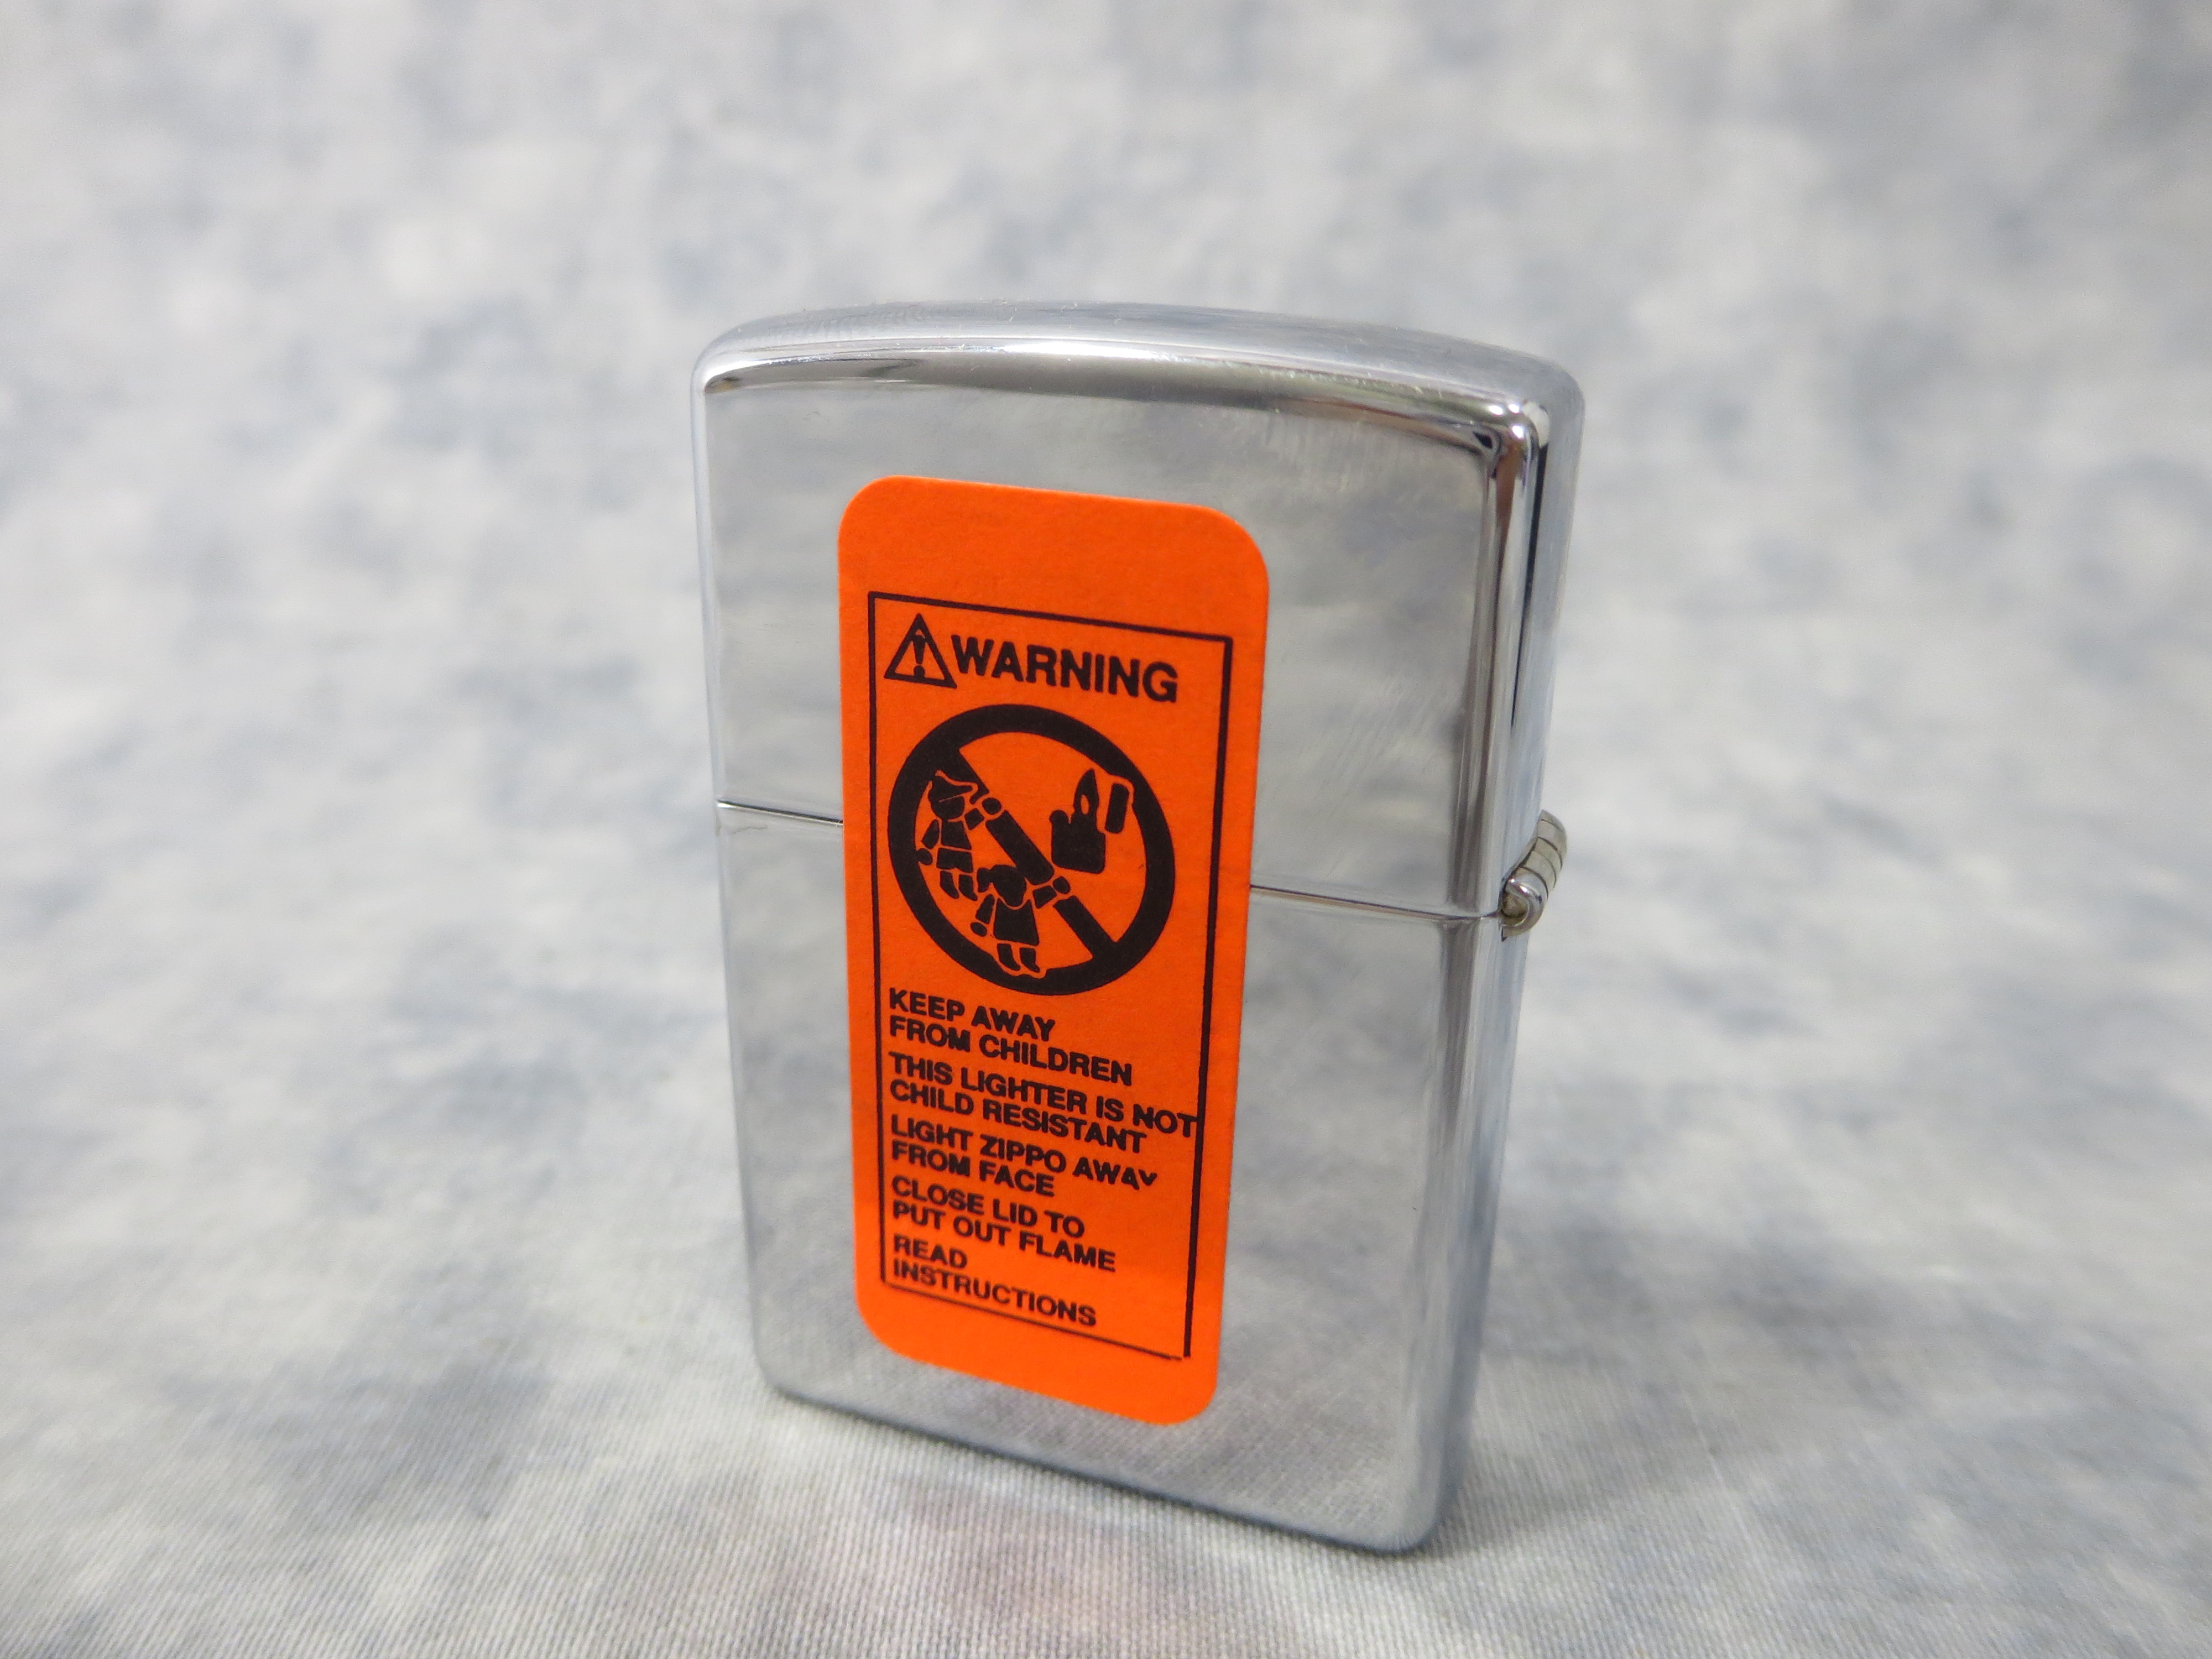 WARNING
KEEP AWAY
FROM CHILDREN
THIS LIGHTER IS NOT
CHILD RESISTANT
LIGHT ZIPPO AWAY
FROM FACE
CLOSE LID TO
PUT OUT FLAME
READ
INSTRUCTIONS